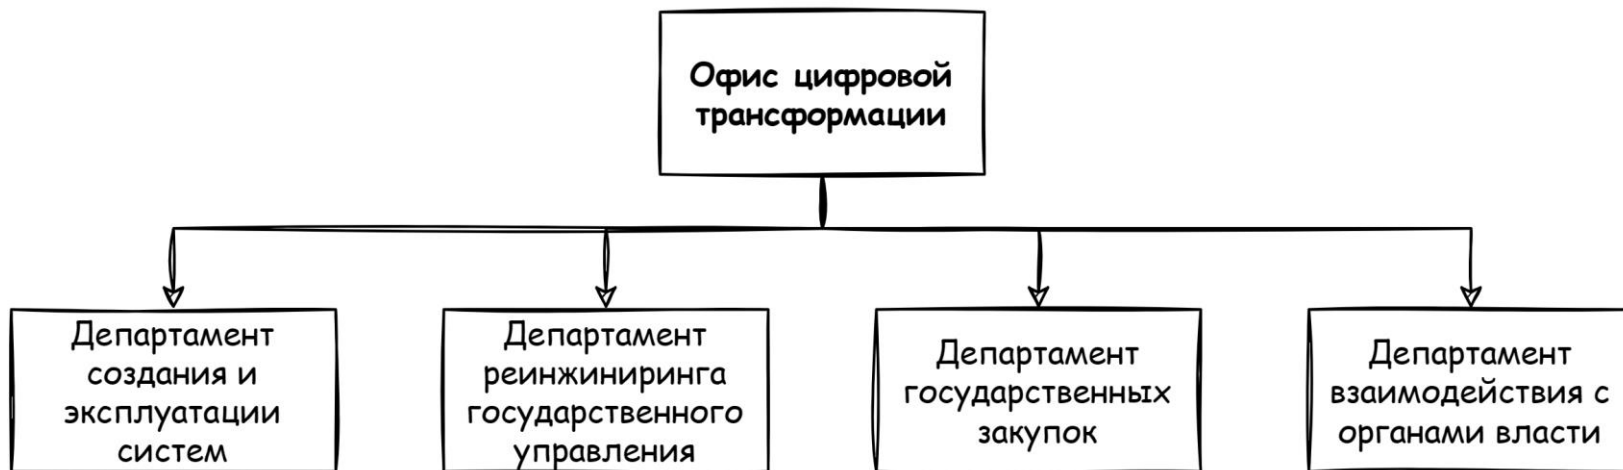 Офис цифровой
трансформации
Департамент
создания и
эксплуатации
систем
Департамент
реинжиниринга
государственного
управления
Департамент
государственных
закупок
Департамент
взаимодействия с
органами власти